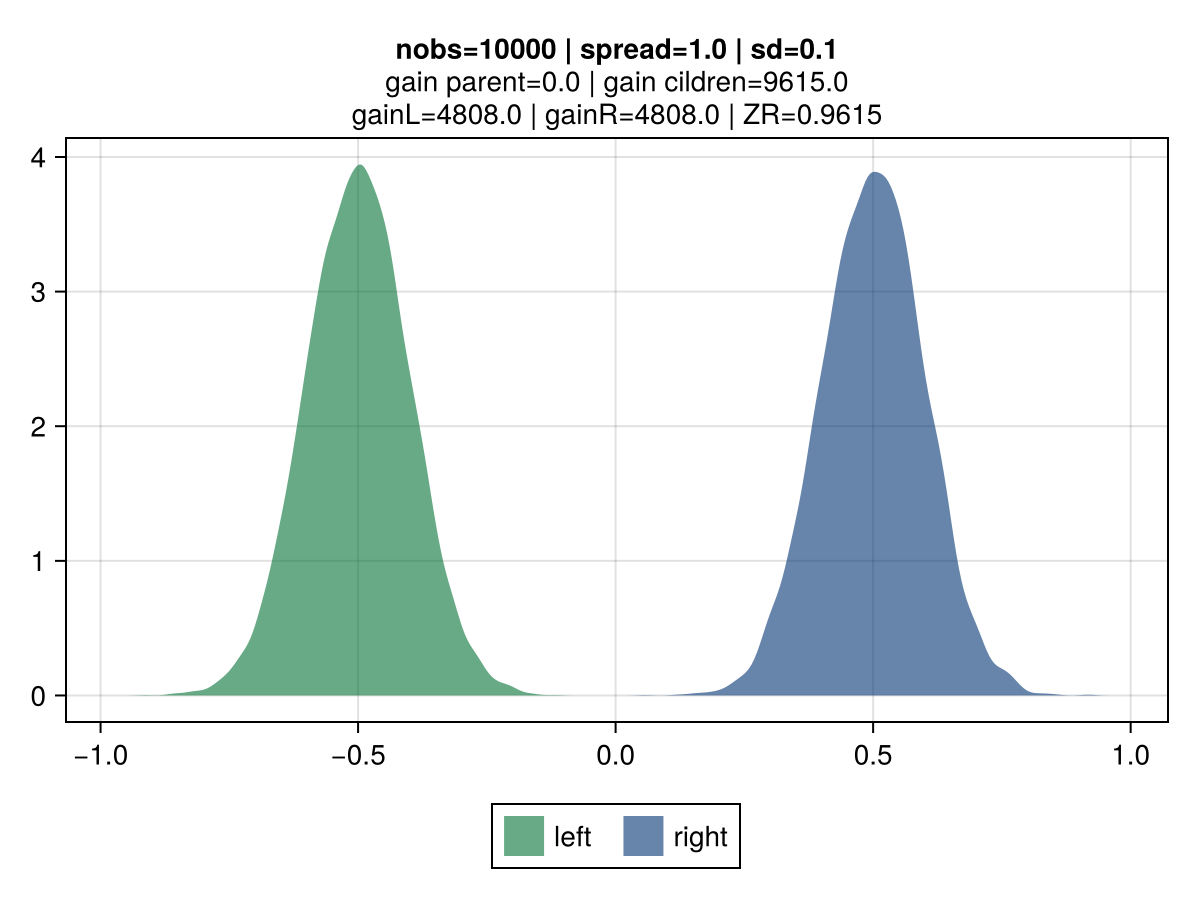 nobs=10000 | spread=1.0 | sd=0.1
gain parent=0.0 | gain cildren=9615.0
gainL=4808.0 | gainR=4808.0 | ZR=0.9615
4
3
2
1
0
−1.0 −0.5 0.0 0.5 1.0
left right